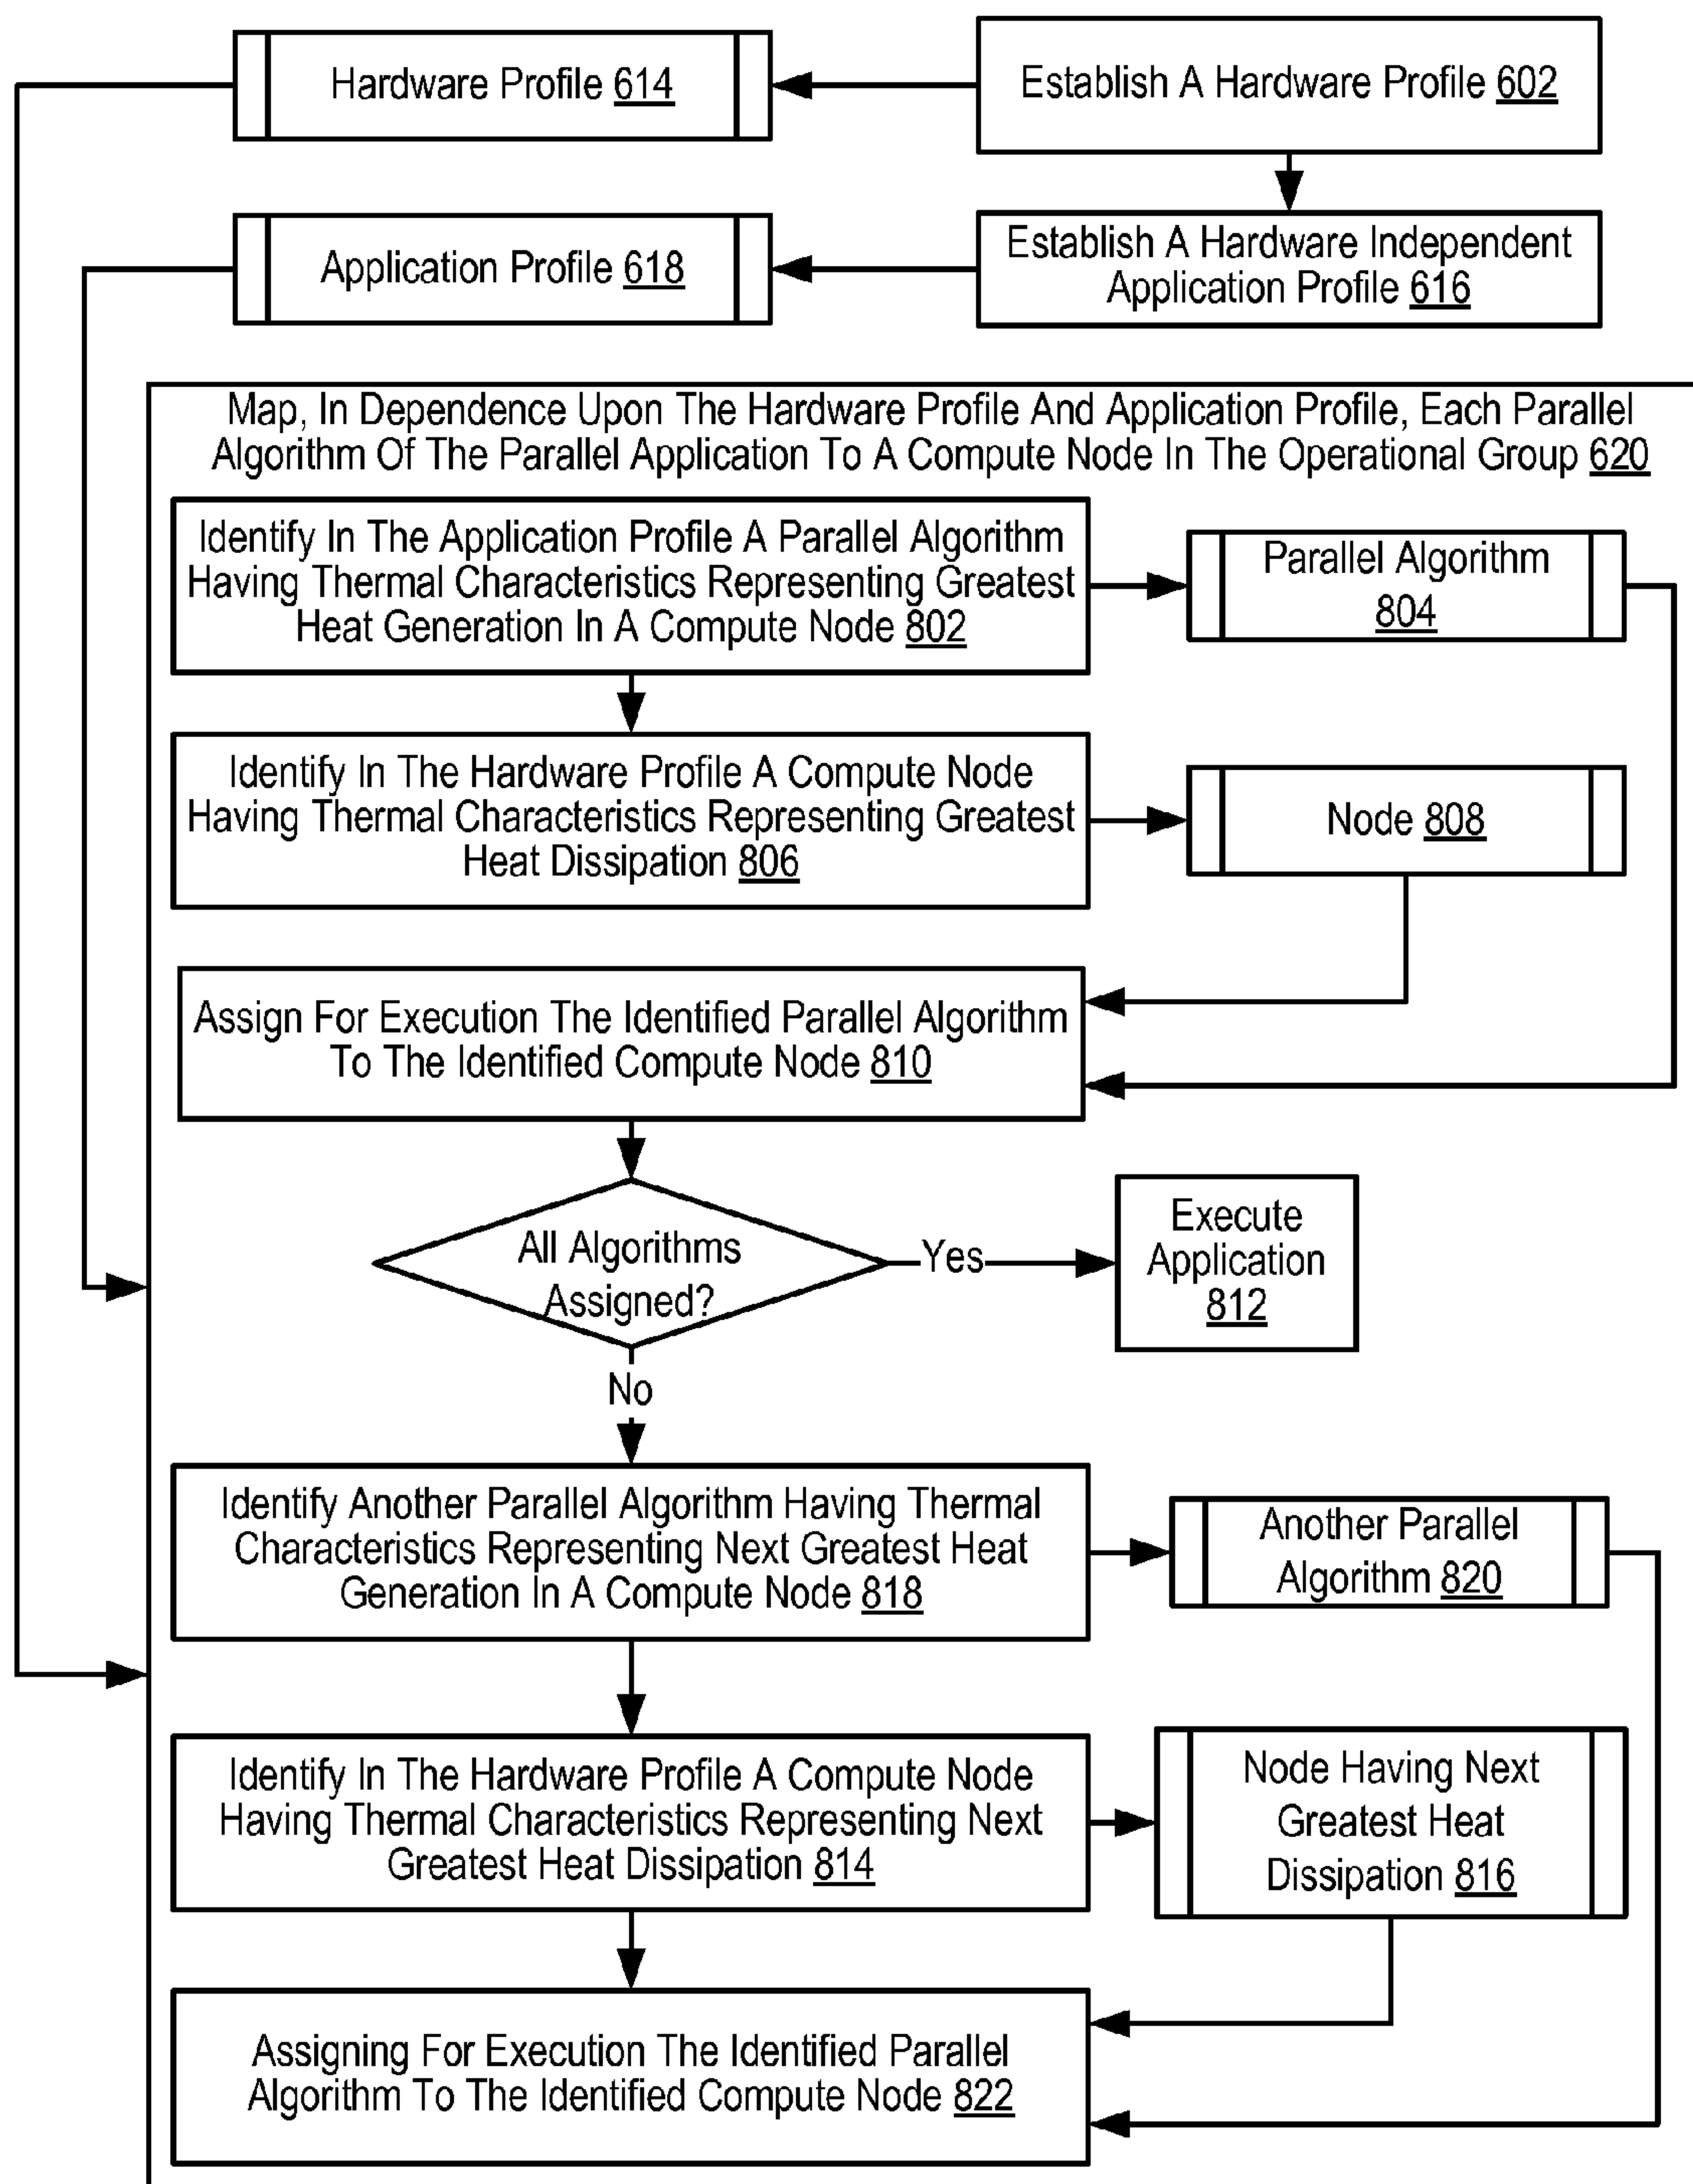 Hardware Profile 614
Establish A Hardware Profile 602
Application Profile 618
Establish A Hardware Independent
Application Profile 616
Map, In Dependence Upon The Hardware Profile And Application Profile, Each Parallel
Algorithm Of The Parallel Application To A Compute Node In The Operational Group 620
Identify In The Application Profile A Parallel Algorithm
Having Thermal Characteristics Representing Greatest
Heat Generation In A Compute Node 802
Parallel Algorithm
804
Identify In The Hardware Profile A Compute Node
Having Thermal Characteristics Representing Greatest
Heat Dissipation 806
Node 808
Assign For Execution The Identified Parallel Algorithm
To The Identified Compute Node 810
All Algorithms
Assigned?
Yes
Execute
Application
812
No
Identify Another Parallel Algorithm Having Thermal
Characteristics Representing Next Greatest Heat
Generation In A Compute Node 818
Another Parallel
Algorithm 820
Identify In The Hardware Profile A Compute Node
Having Thermal Characteristics Representing Next
Greatest Heat Dissipation 814
Node Having Next
Greatest Heat
Dissipation 816
Assigning For Execution The Identified Parallel
Algorithm To The Identified Compute Node 822